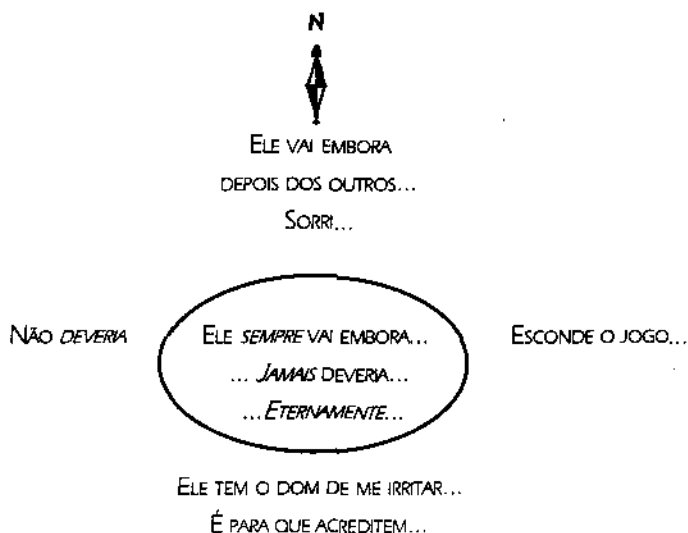 N
Ele vai embora
depois dos outros...
Sorri...
Não deveria
Ele sempre vai embora...
... Jamais deveria...
... Eternamente...
Esconde o jogo...
Ele tem o dom de me irritar...
É para que acreditem...